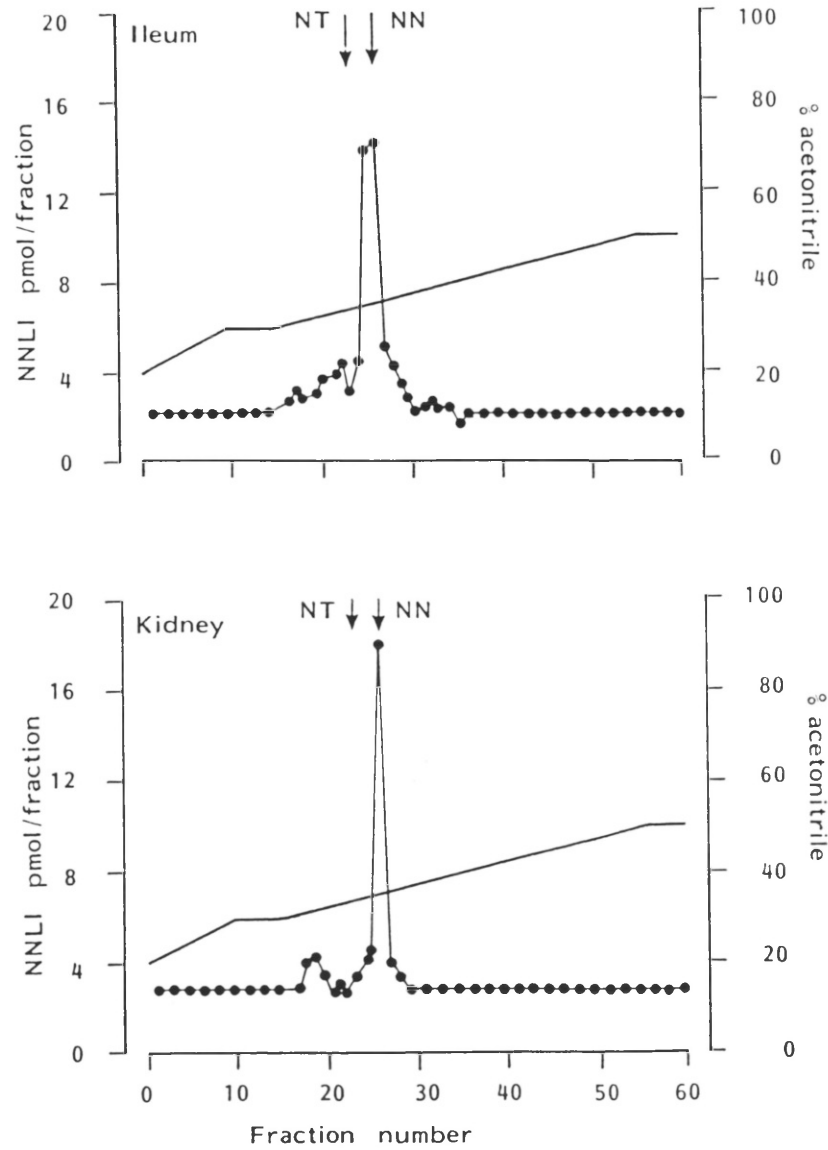 Ileum
NT NN
20
16
12
8
4
0
NNLI pmol/fraction
100
80
60
40
20
0
% acetonitrile
Kidney
NT NN
20
16
12
8
4
0
NNLI pmol/fraction
100
80
60
40
20
0
% acetonitrile
0 10 20 30 40 50 60
Fraction number